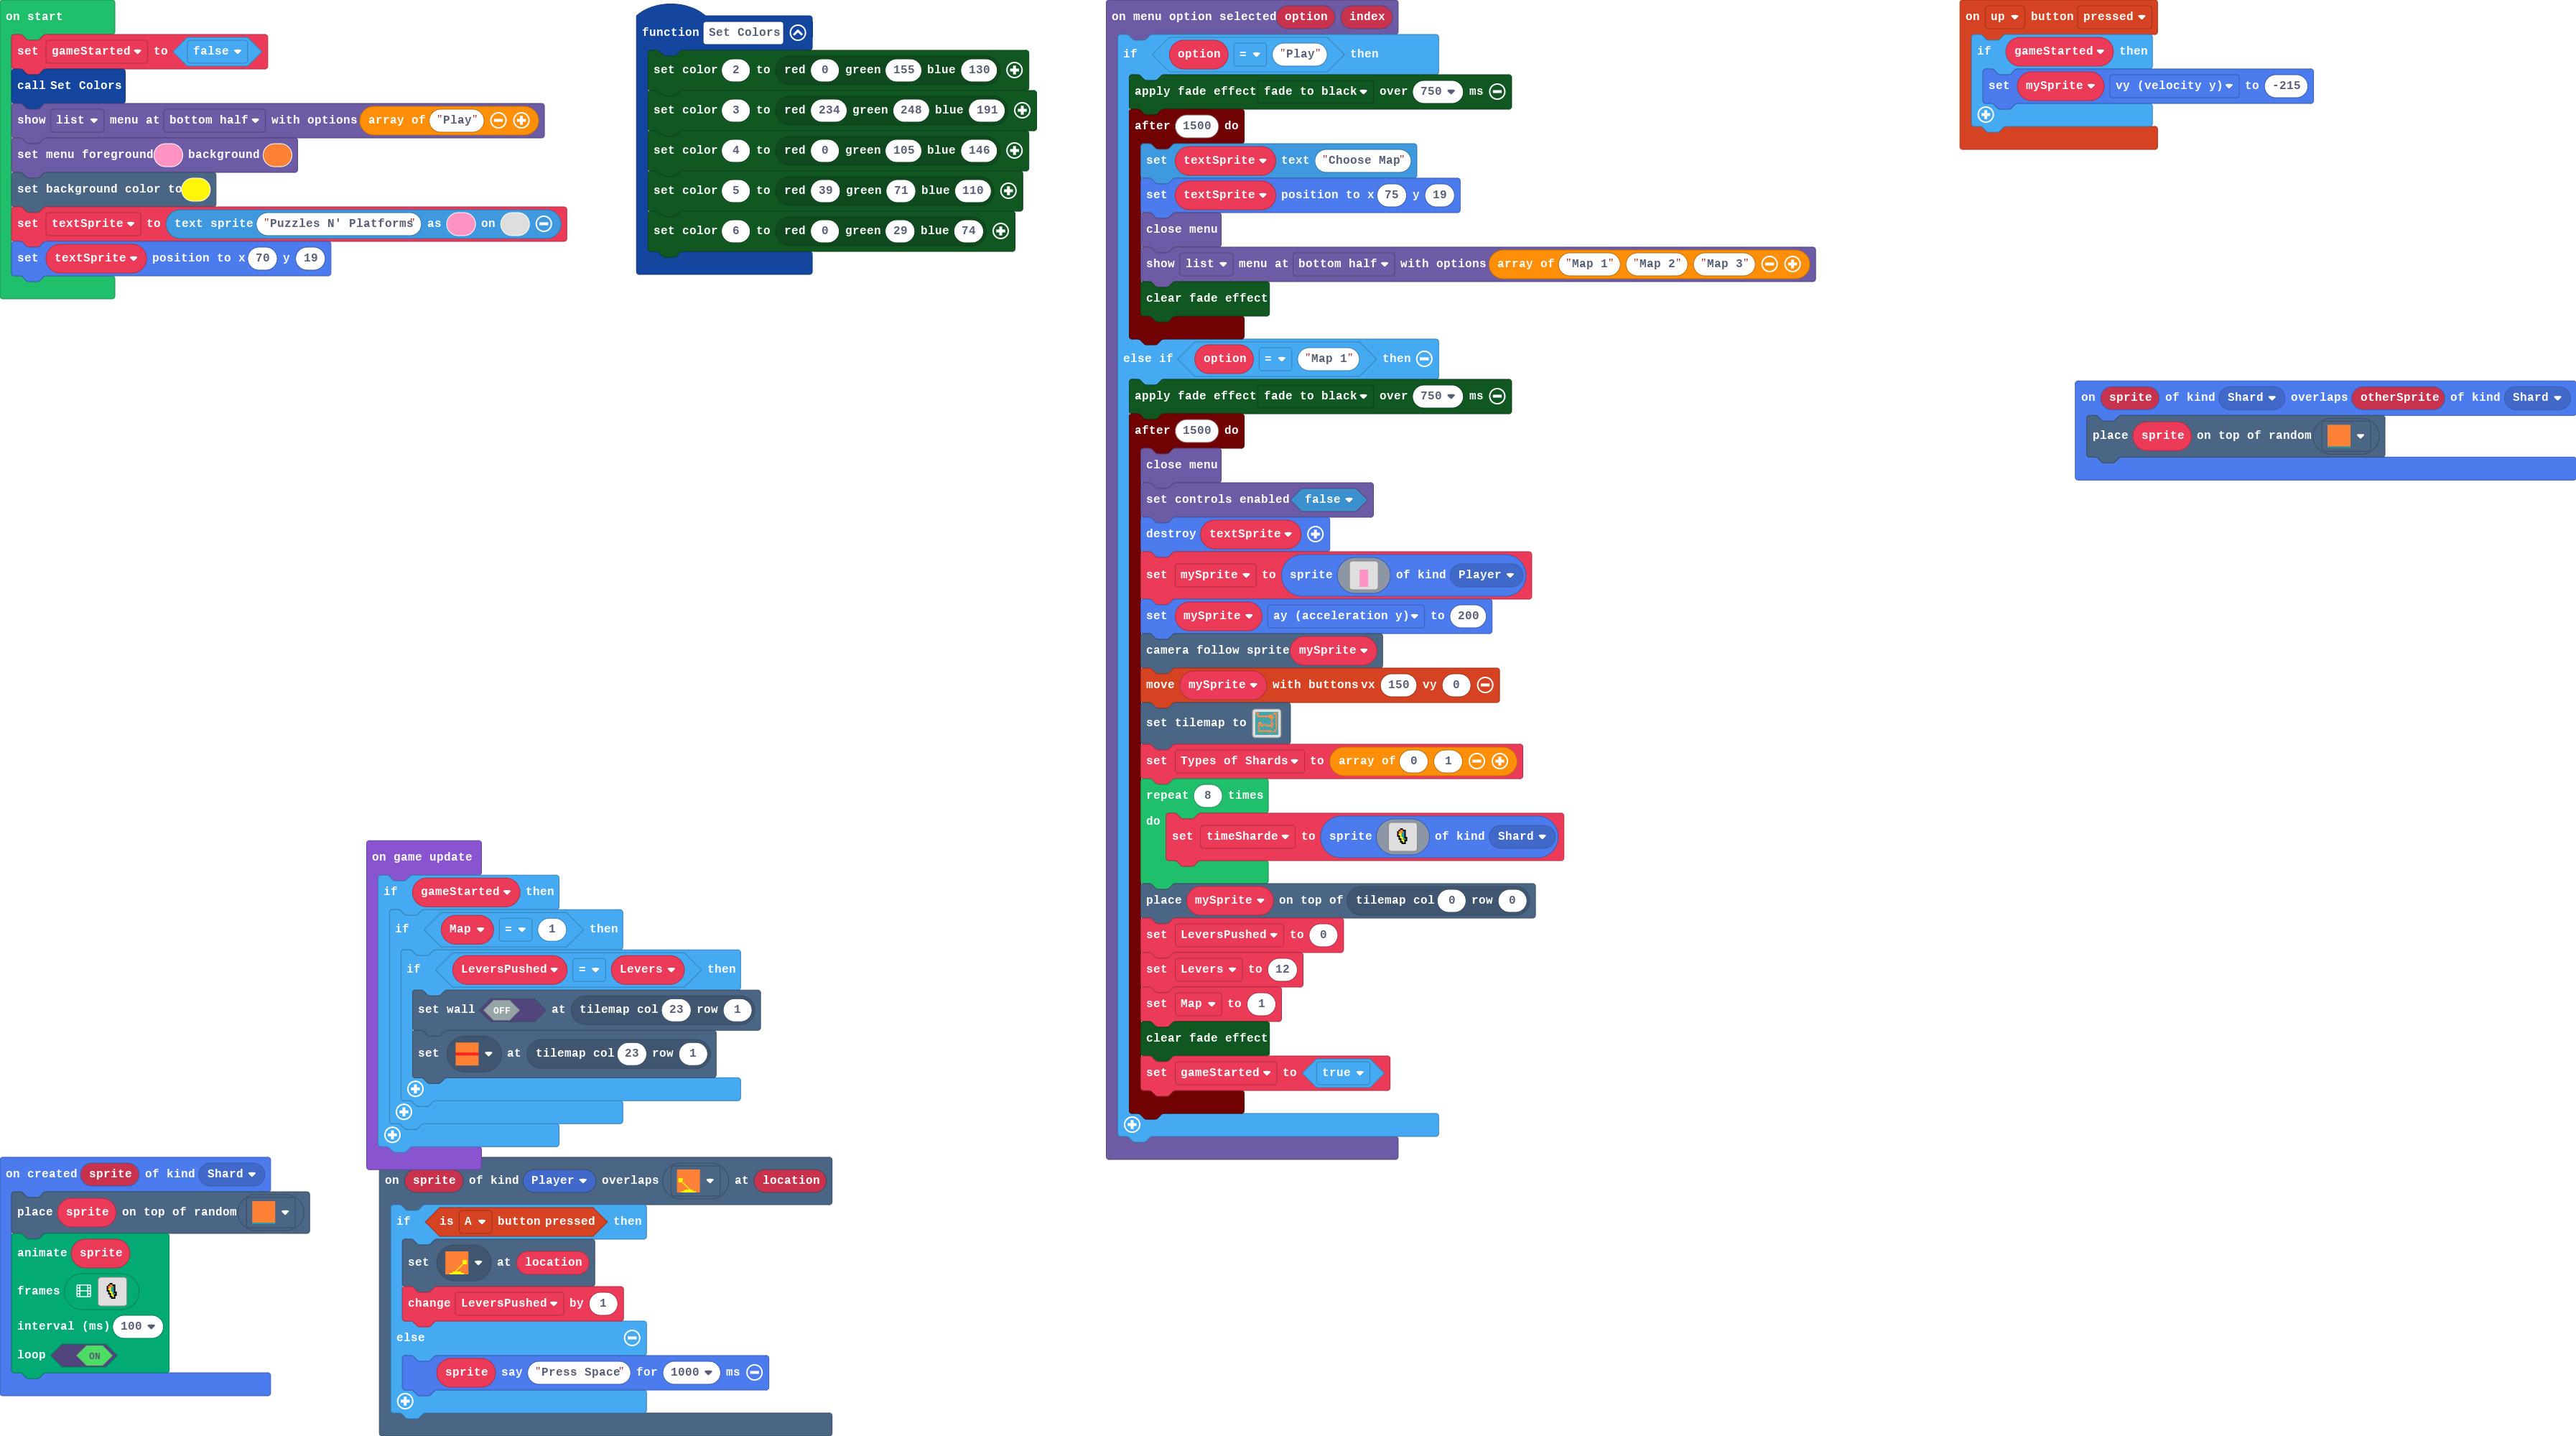 on start
set gameStarted to false
call Set Colors
show list menu at bottom half with options array of "Play"
set menu foreground background
set background color to
set textSprite to text sprite "Puzzles N' Platforms" as on
set textSprite position to x 70 y 19
function Set Colors
set color 2 to red 0 green 155 blue 130
set color 3 to red 234 green 248 blue 191
set color 4 to red 0 green 105 blue 146
set color 5 to red 39 green 71 blue 110
set color 6 to red 0 green 29 blue 74
on menu option selected option index
if option = "Play" then
apply fade effect fade to black over 750 ms
after 1500 do
set textSprite text "Choose Map"
set textSprite position to x 75 y 19
close menu
show list menu at bottom half with options array of "Map 1" "Map 2" "Map 3"
clear fade effect
else if option = "Map 1" then
apply fade effect fade to black over 750 ms
after 1500 do
close menu
set controls enabled false
destroy textSprite
set mySprite to sprite of kind Player
set mySprite ay (acceleration y) to 200
camera follow sprite mySprite
move mySprite with buttons vx 150 vy 0
set tilemap to
set Types of Shards to array of 0 1
repeat 8 times
do
set timeSharde to sprite of kind Shard
place mySprite on top of tilemap col 0 row 0
set LeversPushed to 0
set Levers to 12
set Map to 1
clear fade effect
set gameStarted to true
on up button pressed
if gameStarted then
set mySprite vy (velocity y) to -215
on sprite of kind Shard overlaps otherSprite of kind Shard
place sprite on top of random
on game update
if gameStarted then
if Map = 1 then
if LeversPushed = Levers then
set wall OFF at tilemap col 23 row 1
set at tilemap col 23 row 1
on created sprite of kind Shard
place sprite on top of random
animate sprite
frames
interval (ms) 100
loop ON
on sprite of kind Player overlaps at location
if is A button pressed then
set at location
change LeversPushed by 1
else
sprite say "Press Space" for 1000 ms